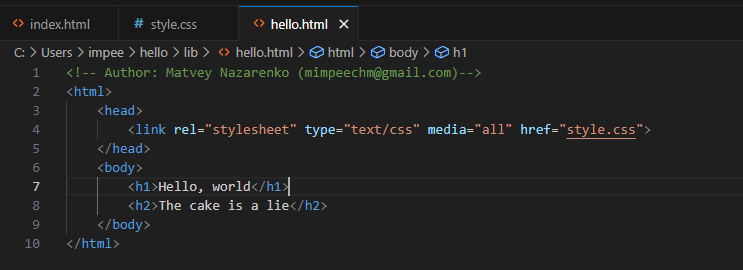 index.html style.css hello.html
C: > Users > impee > hello > lib > hello.html > html > body > h1
1 <!-- Author: Matvey Nazarenko (mimpeechm@gmail.com)-->
2 <html>
3 <head>
4 <link rel="stylesheet" type="text/css" media="all" href="style.css">
5 </head>
6 <body>
7 <h1>Hello, world</h1>
8 <h2>The cake is a lie</h2>
9 </body>
10 </html>